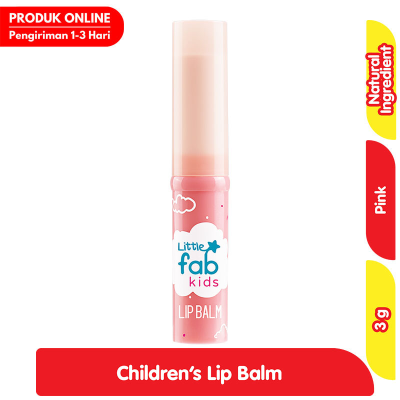 PRODUK ONLINE
Pengiriman 1-3 Hari
Natural
Ingredient
Little
fab
kids
LIP BALM
Pink
3g
Children's Lip Balm